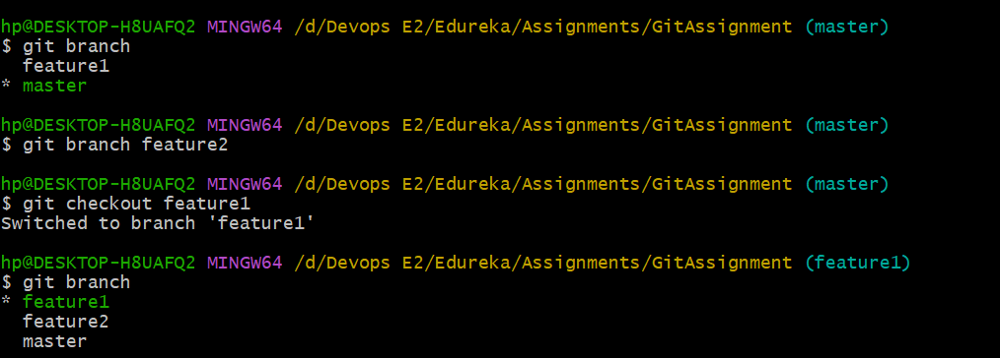 hp@DESKTOP-H8UAFQ2 MINGW64 /d/Devops E2/Edureka/Assignments/GitAssignment (master)
$ git branch
  feature1
* master
hp@DESKTOP-H8UAFQ2 MINGW64 /d/Devops E2/Edureka/Assignments/GitAssignment (master)
$ git branch feature2
hp@DESKTOP-H8UAFQ2 MINGW64 /d/Devops E2/Edureka/Assignments/GitAssignment (master)
$ git checkout feature1
Switched to branch 'feature1'
hp@DESKTOP-H8UAFQ2 MINGW64 /d/Devops E2/Edureka/Assignments/GitAssignment (feature1)
$ git branch
* feature1
  feature2
  master